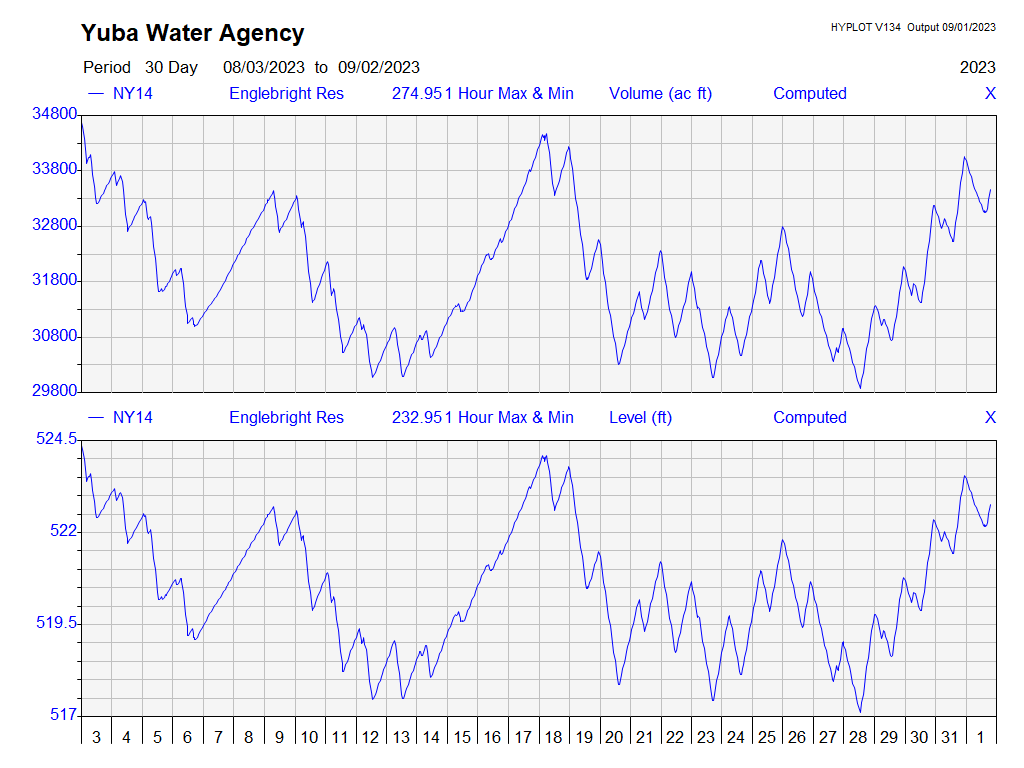 Yuba Water Agency
HYPLOT V134 Output 09/01/2023
Period 30 Day 08/03/2023 to 09/02/2023 2023
NY14 Englebright Res 274.951 Hour Max & Min Volume (ac ft) Computed X
34800
33800
32800
31800
30800
29800
NY14 Englebright Res 232.951 Hour Max & Min Level (ft) Computed X
524.5
522
519.5
517
3 4 5 6 7 8 9 10 11 12 13 14 15 16 17 18 19 20 21 22 23 24 25 26 27 28 29 30 31 1